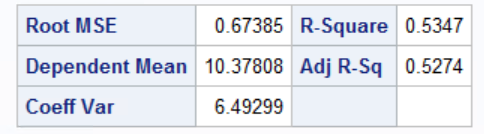 Root MSE 0.67385 R-Square 0.5347
Dependent Mean 10.37808 Adj R-Sq 0.5274
Coeff Var 6.49299